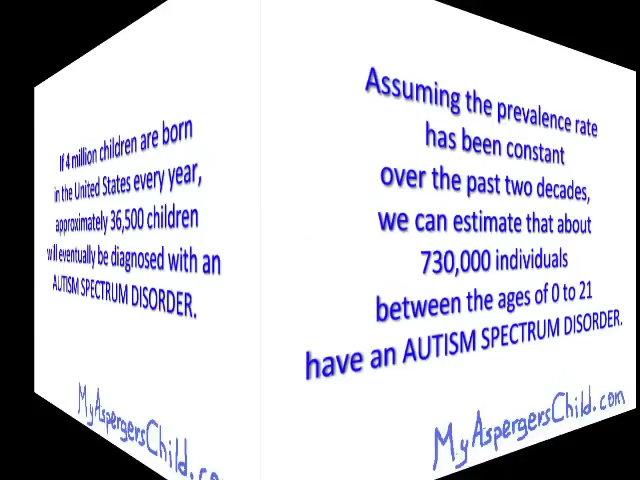 If 4 million children are born
in the United States every year,
approximately 36,500 children
will eventually be diagnosed with an
AUTISM SPECTRUM DISORDER.
MyAspergersChild.co
Assuming the prevalence rate
has been constant
over the past two decades,
we can estimate that about
730,000 individuals
between the ages of 0 to 21
have an AUTISM SPECTRUM DISORDER.
MyAspergersChild.com